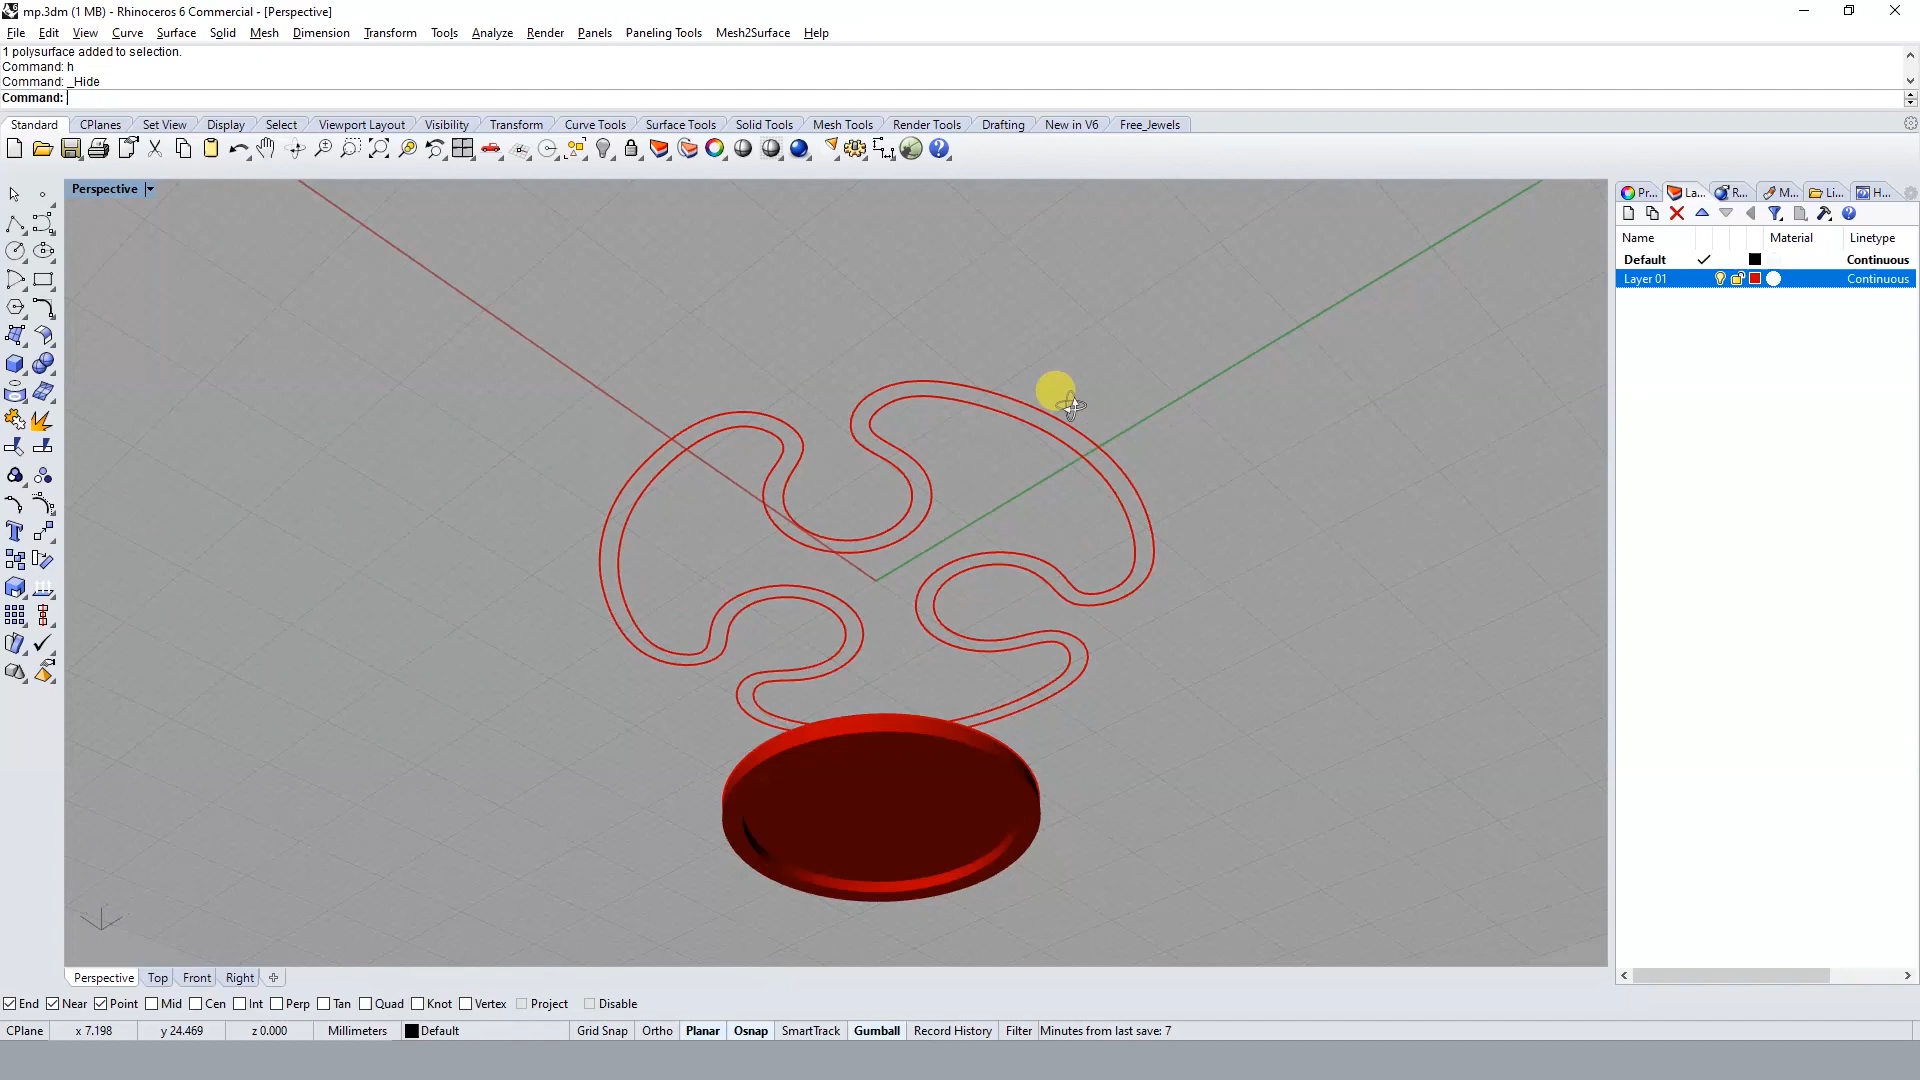 mp.3dm (1 MB) - Rhinoceros 6 Commercial - [Perspective]
File Edit View Curve Surface Solid Mesh Dimension Transform Tools Analyze Render Panels Paneling Tools Mesh2Surface Help
1 polysurface added to selection.
Command: h
Command: _Hide
Command:
Standard CPlanes Set View Display Select Viewport Layout Visibility Transform Curve Tools Surface Tools Solid Tools Mesh Tools Render Tools Drafting New in V6 Free_Jewels
Perspective
Pr... La... R... M... Li... H...
Name Material Linetype
Default Continuous
Layer 01 Continuous
Perspective Top Front Right
End Near Point Mid Cen Int Perp Tan Quad Knot Vertex Project Disable
CPlane x 7.198 y 24.469 z 0.000 Millimeters Default Grid Snap Ortho Planar Osnap SmartTrack Gumball Record History Filter Minutes from last save: 7